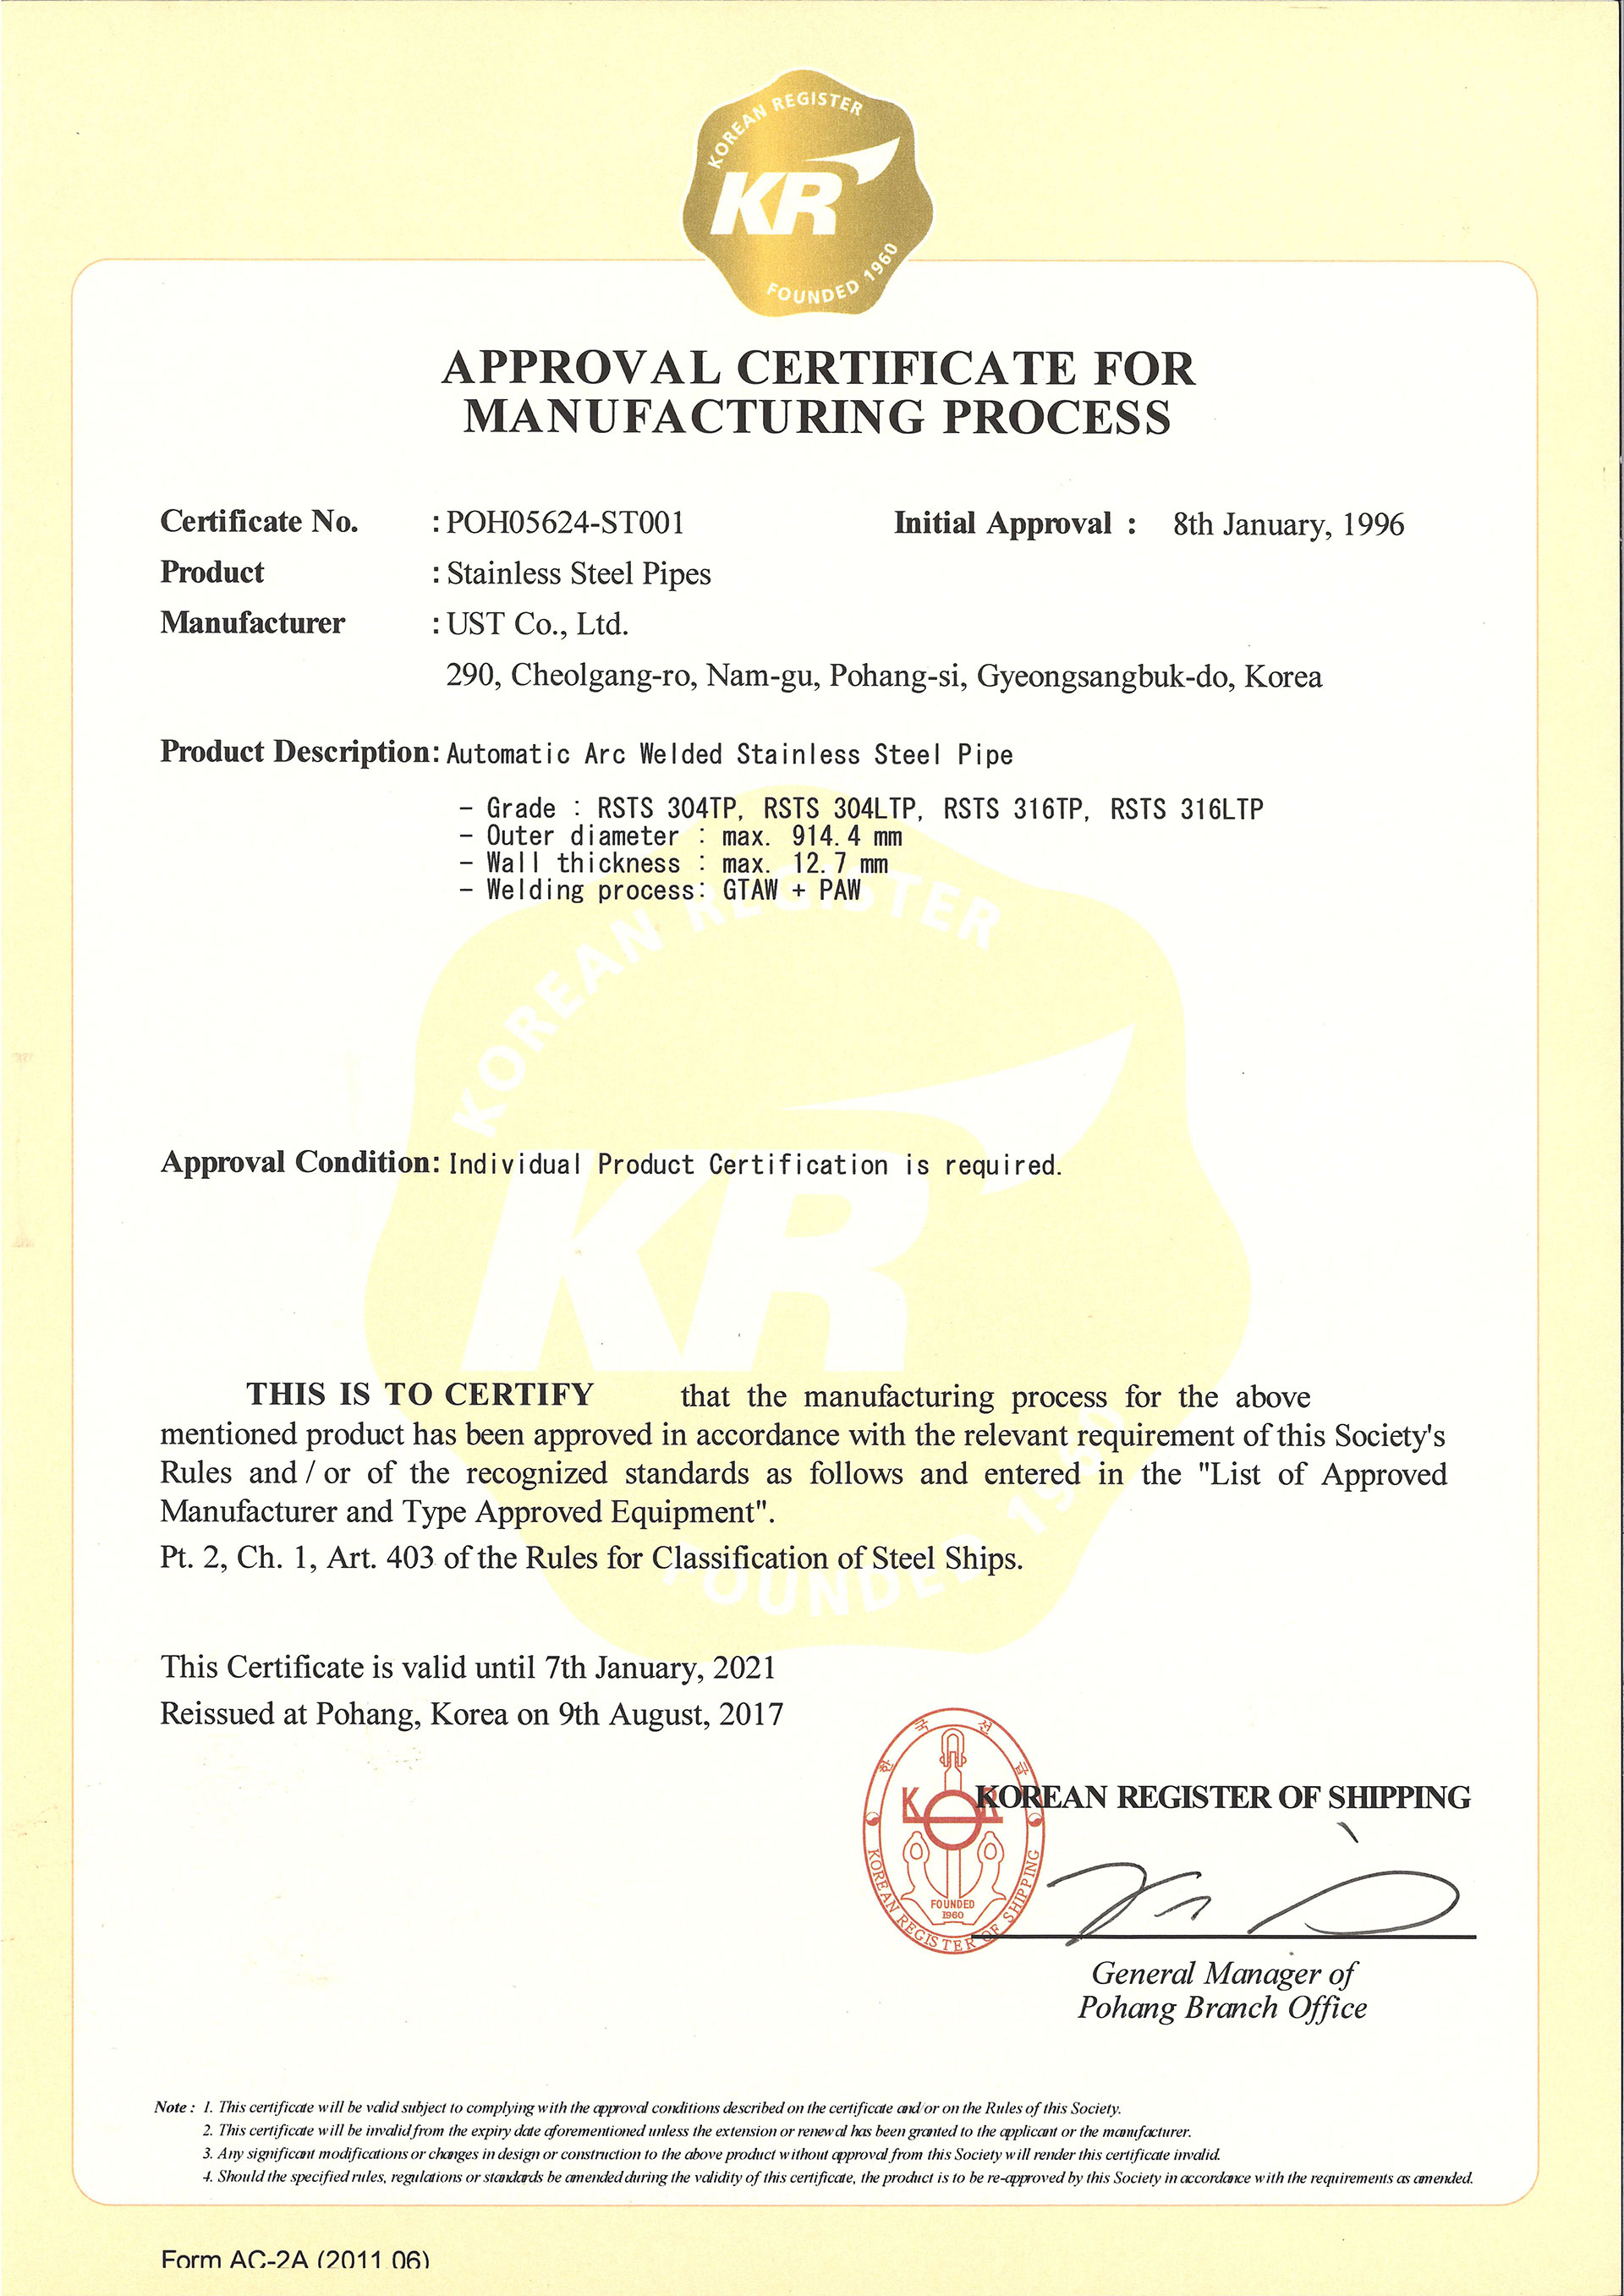 KOREAN REGISTER
KR
FOUNDED 1960
APPROVAL CERTIFICATE FOR
MANUFACTURING PROCESS
Certificate No. : POH05624-ST001 Initial Approval : 8th January, 1996
Product : Stainless Steel Pipes
Manufacturer : UST Co., Ltd.
290, Cheolgang-ro, Nam-gu, Pohang-si, Gyeongsangbuk-do, Korea
Product Description: Automatic Arc Welded Stainless Steel Pipe
- Grade : RSTS 304TP, RSTS 304LTP, RSTS 316TP, RSTS 316LTP
- Outer diameter : max. 914.4 mm
- Wall thickness : max. 12.7 mm
- Welding process: GTAW + PAW
KOREAN REGISTER
Approval Condition: Individual Product Certification is required.
KR
THIS IS TO CERTIFY that the manufacturing process for the above
mentioned product has been approved in accordance with the relevant requirement of this Society's
Rules and / or of the recognized standards as follows and entered in the "List of Approved
Manufacturer and Type Approved Equipment".
Pt. 2, Ch. 1, Art. 403 of the Rules for Classification of Steel Ships.
FOUNDED 1960
This Certificate is valid until 7th January, 2021
Reissued at Pohang, Korea on 9th August, 2017
한국선급
K R
KOREAN REGISTER OF SHIPPING
FOUNDED
1960
KOREAN REGISTER OF SHIPPING
General Manager of
Pohang Branch Office
Note : 1. This certificate will be valid subject to complying with the approval conditions described on the certificate and/or on the Rules of this Society.
2. This certificate will be invalid from the expiry date aforementioned unless the extension or renewal has been granted to the applicant or the manufacturer.
3. Any significant modifications or changes in design or construction to the above product without approval from this Society will render this certificate invalid.
4. Should the specified rules, regulations or standards be amended during the validity of this certificate, the product is to be re-approved by this Society in accordance with the requirements as amended.
Form AC-2A (2011 06)